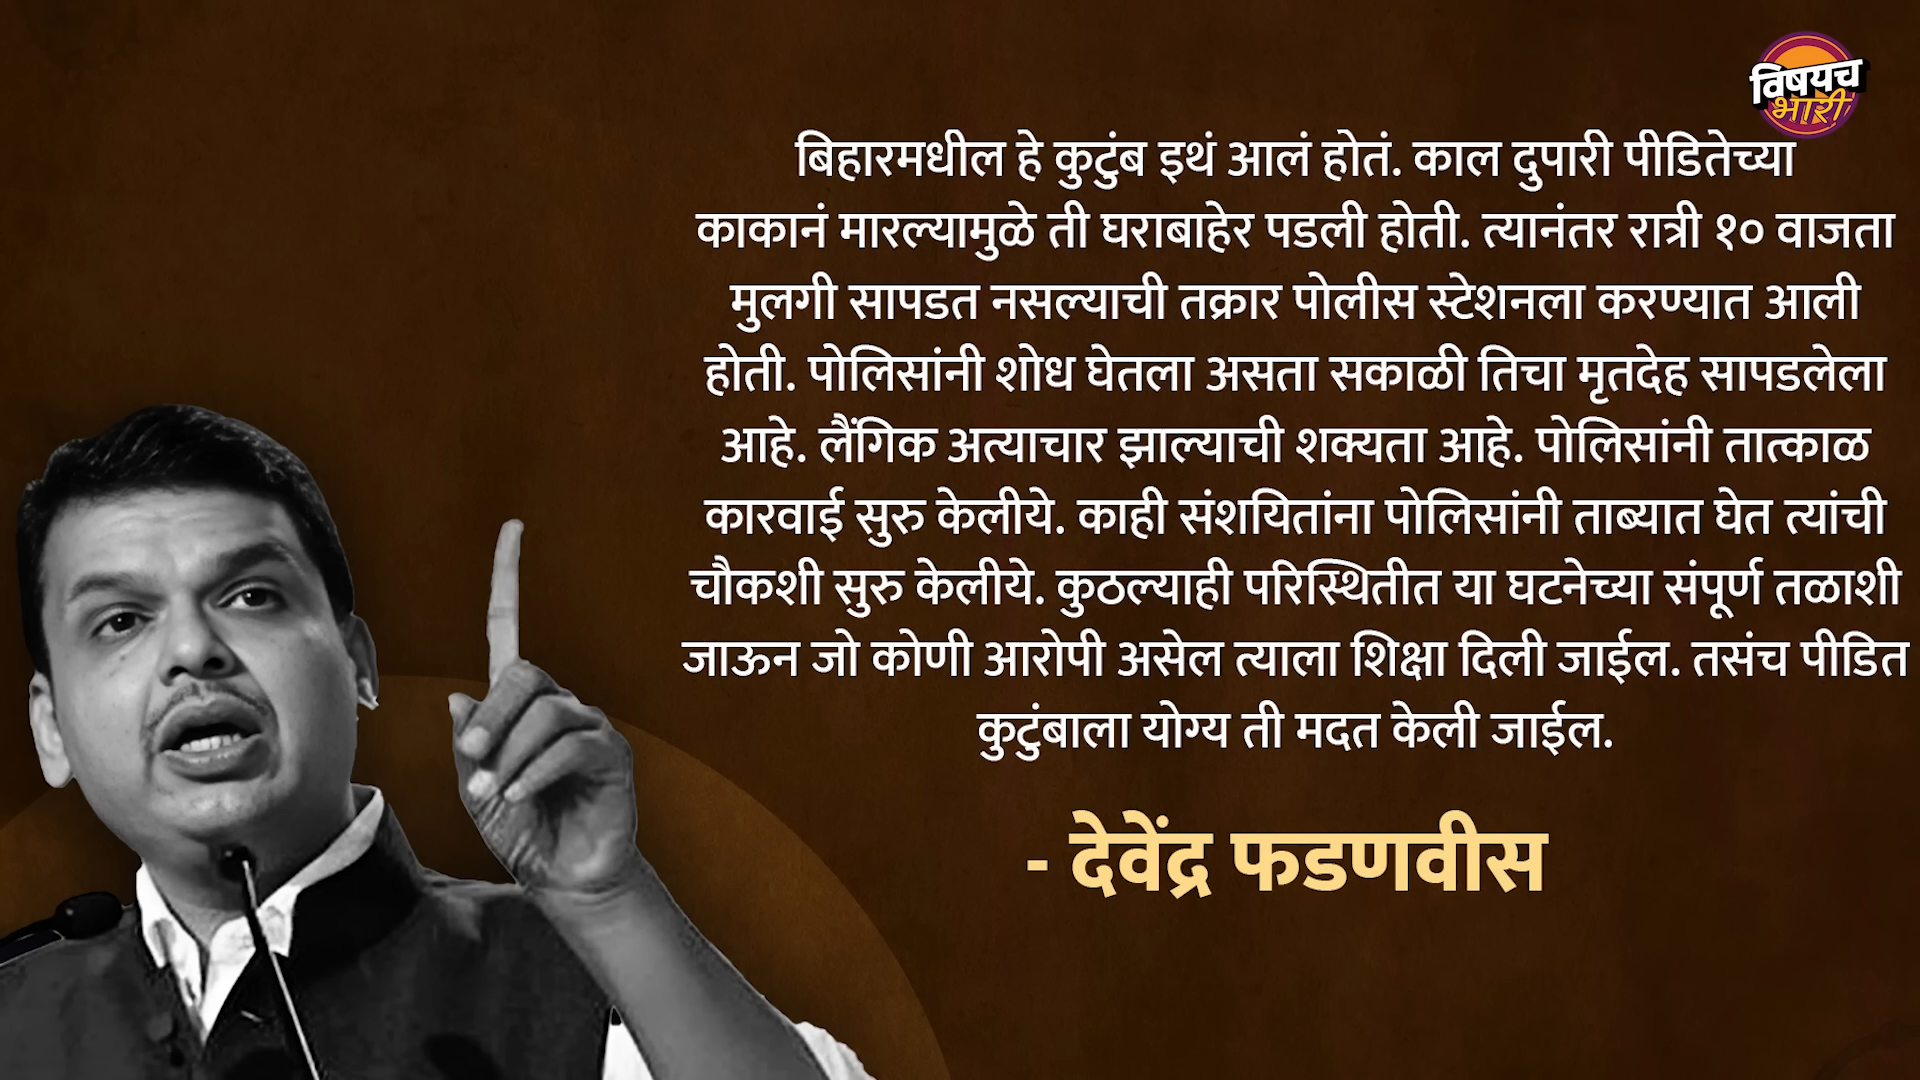 विषयच
भारी
बिहारमधील हे कुटुंब इथं आलं होतं. काल दुपारी पीडितेच्या
काकानं मारल्यामुळे ती घराबाहेर पडली होती. त्यानंतर रात्री १० वाजता
मुलगी सापडत नसल्याची तक्रार पोलीस स्टेशनला करण्यात आली
होती. पोलिसांनी शोध घेतला असता सकाळी तिचा मृतदेह सापडलेला
आहे. लैंगिक अत्याचार झाल्याची शक्यता आहे. पोलिसांनी तात्काळ
कारवाई सुरु केलीये. काही संशयितांना पोलिसांनी ताब्यात घेत त्यांची
चौकशी सुरु केलीये. कुठल्याही परिस्थितीत या घटनेच्या संपूर्ण तळाशी
जाऊन जो कोणी आरोपी असेल त्याला शिक्षा दिली जाईल. तसंच पीडित
कुटुंबाला योग्य ती मदत केली जाईल.
- देवेंद्र फडणवीस